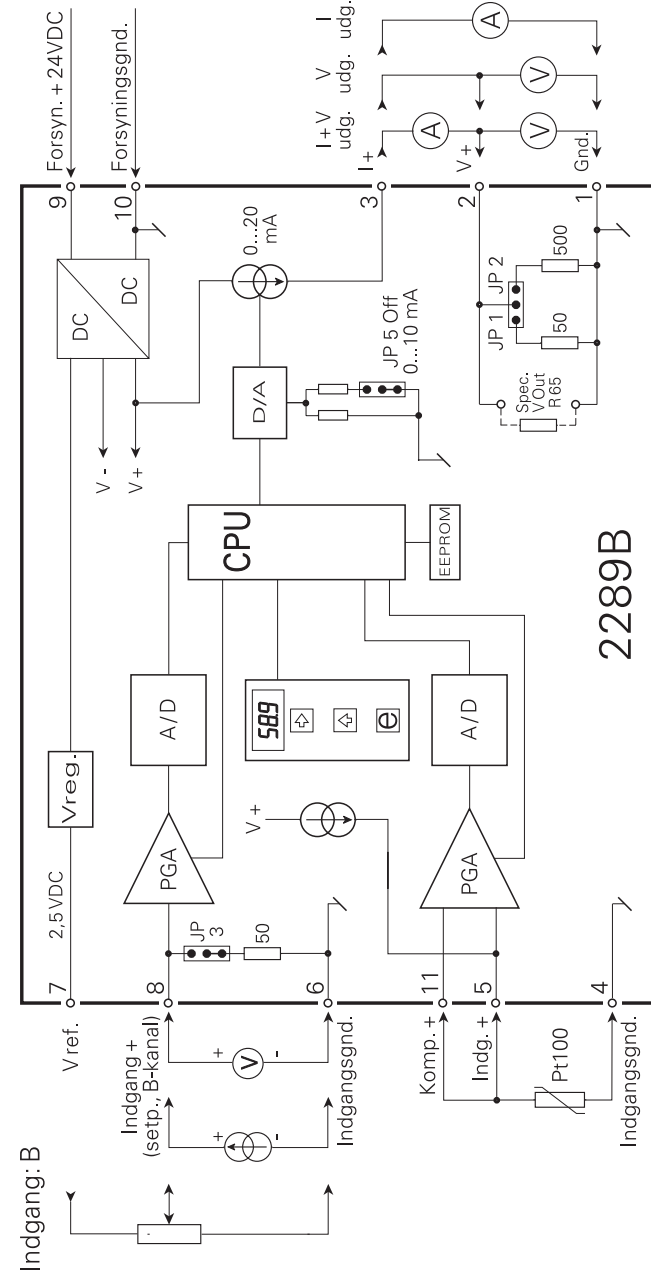 Indgang: B
Vref.
7
2,5VDC
Vreg.
DC
DC
9
Forsyn. +24VDC
10
Forsyningsgnd.
V -
V +
Indgang +
(setp., B-kanal)
8
PGA
A/D
JP
3
50
+
V
-
+
-
6
Indgangsgnd.
CPU
EEPROM
58.9
e
D/A
0...20
mA
JP 5 Off
0...10 mA
V +
Komp. +
11
Indg. +
5
PGA
A/D
Pt100
4
Indgangsgnd.
3
I+
2
V+
1
Gnd.
I+V
udg.
V
udg.
I
udg.
A
V
V
A
JP 1
JP 2
50
500
Spec.
V Out
R 65
2289B